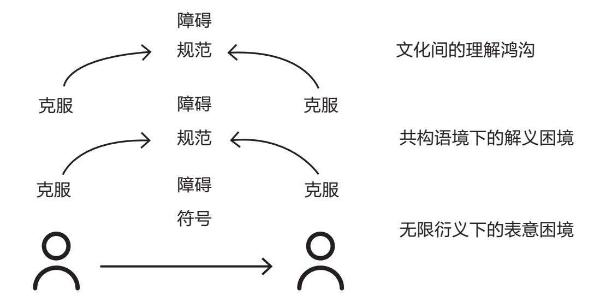 障碍
规范
文化间的理解鸿沟
克服
克服
障碍
规范
共构语境下的解义困境
克服
克服
障碍
符号
无限衍义下的表意困境